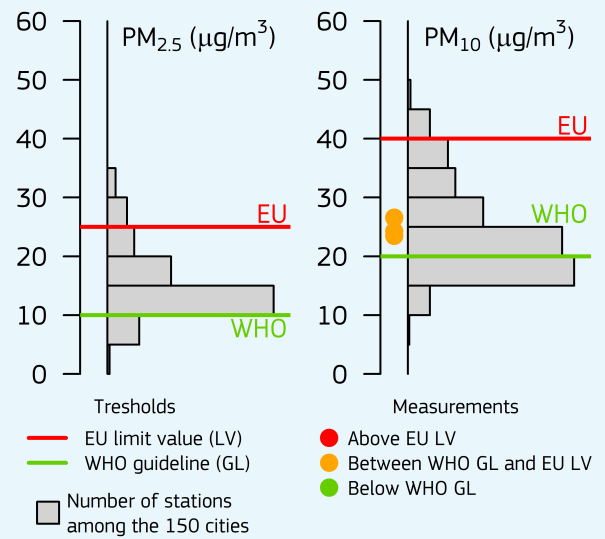 PM2.5 (µg/m³)
60
50
40
30
20
10
0
EU
WHO
PM10 (µg/m³)
60
50
40
30
20
10
0
EU
WHO
Tresholds
EU limit value (LV)
WHO guideline (GL)
Number of stations
among the 150 cities
Measurements
Above EU LV
Between WHO GL and EU LV
Below WHO GL